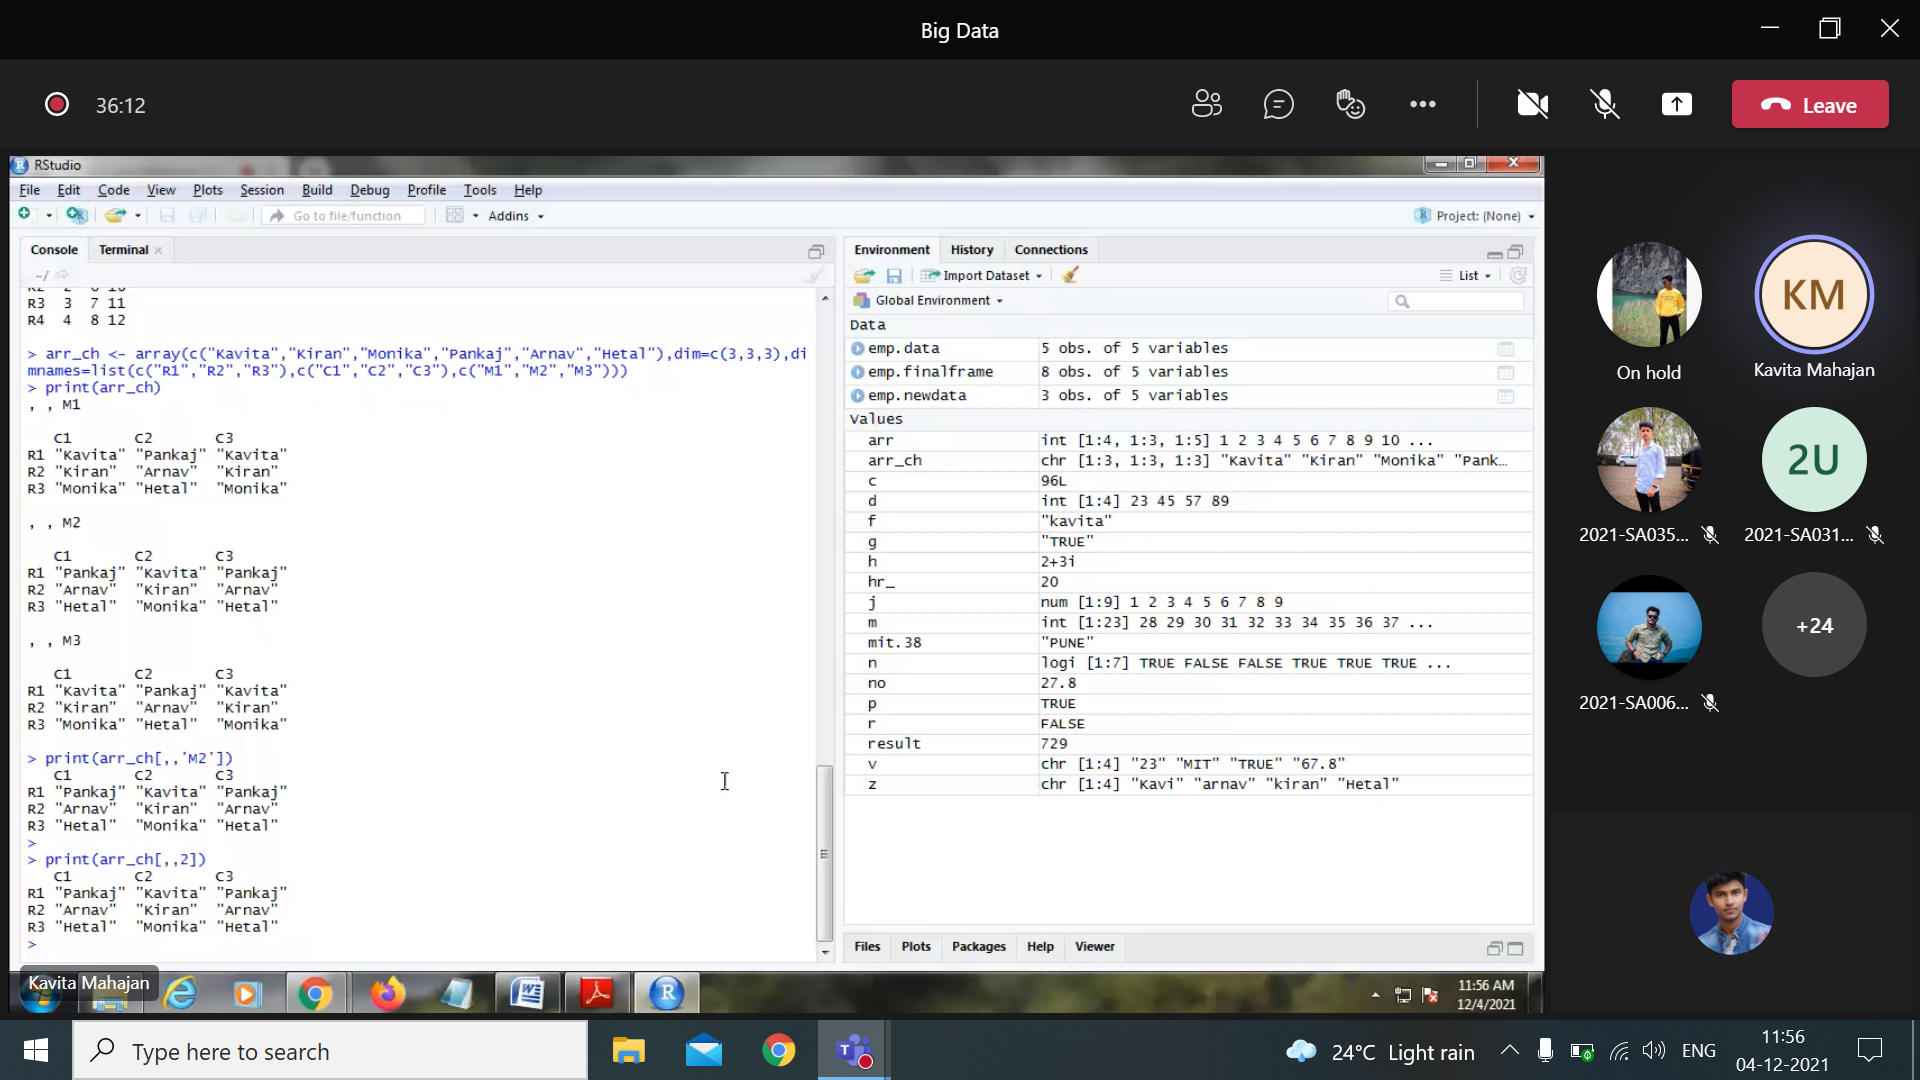 Big Data
36:12
Leave
RStudio
File Edit Code View Plots Session Build Debug Profile Tools Help
Go to file/function
Addins
Project: (None)
Console Terminal
~/
R3 3 7 11
R4 4 8 12
> arr_ch <- array(c("Kavita","Kiran","Monika","Pankaj","Arnav","Hetal"),dim=c(3,3,3),di
mnames=list(c("R1","R2","R3"),c("C1","C2","C3"),c("M1","M2","M3")))
> print(arr_ch)
, , M1
C1 C2 C3
R1 "Kavita" "Pankaj" "Kavita"
R2 "Kiran" "Arnav" "Kiran"
R3 "Monika" "Hetal" "Monika"
, , M2
C1 C2 C3
R1 "Pankaj" "Kavita" "Pankaj"
R2 "Arnav" "Kiran" "Arnav"
R3 "Hetal" "Monika" "Hetal"
, , M3
C1 C2 C3
R1 "Kavita" "Pankaj" "Kavita"
R2 "Kiran" "Arnav" "Kiran"
R3 "Monika" "Hetal" "Monika"
> print(arr_ch[,,'M2'])
C1 C2 C3
R1 "Pankaj" "Kavita" "Pankaj"
R2 "Arnav" "Kiran" "Arnav"
R3 "Hetal" "Monika" "Hetal"
>
> print(arr_ch[,,2])
C1 C2 C3
R1 "Pankaj" "Kavita" "Pankaj"
R2 "Arnav" "Kiran" "Arnav"
R3 "Hetal" "Monika" "Hetal"
>
Environment History Connections
Import Dataset
List
Global Environment
Data
emp.data 5 obs. of 5 variables
emp.finalframe 8 obs. of 5 variables
emp.newdata 3 obs. of 5 variables
Values
arr int [1:4, 1:3, 1:5] 1 2 3 4 5 6 7 8 9 10 ...
arr_ch chr [1:3, 1:3, 1:3] "Kavita" "Kiran" "Monika" "Pank...
c 96L
d int [1:4] 23 45 57 89
f "kavita"
g "TRUE"
h 2+3i
hr_ 20
j num [1:9] 1 2 3 4 5 6 7 8 9
m int [1:23] 28 29 30 31 32 33 34 35 36 37 ...
mit.38 "PUNE"
n logi [1:7] TRUE FALSE FALSE TRUE TRUE TRUE ...
no 27.8
p TRUE
r FALSE
result 729
v chr [1:4] "23" "MIT" "TRUE" "67.8"
z chr [1:4] "Kavi" "arnav" "kiran" "Hetal"
Files Plots Packages Help Viewer
Kavita Mahajan
11:56 AM
12/4/2021
On hold
KM
Kavita Mahajan
2021-SA035...
2U
2021-SA031...
2021-SA006...
+24
Type here to search
24°C Light rain
ENG
11:56
04-12-2021